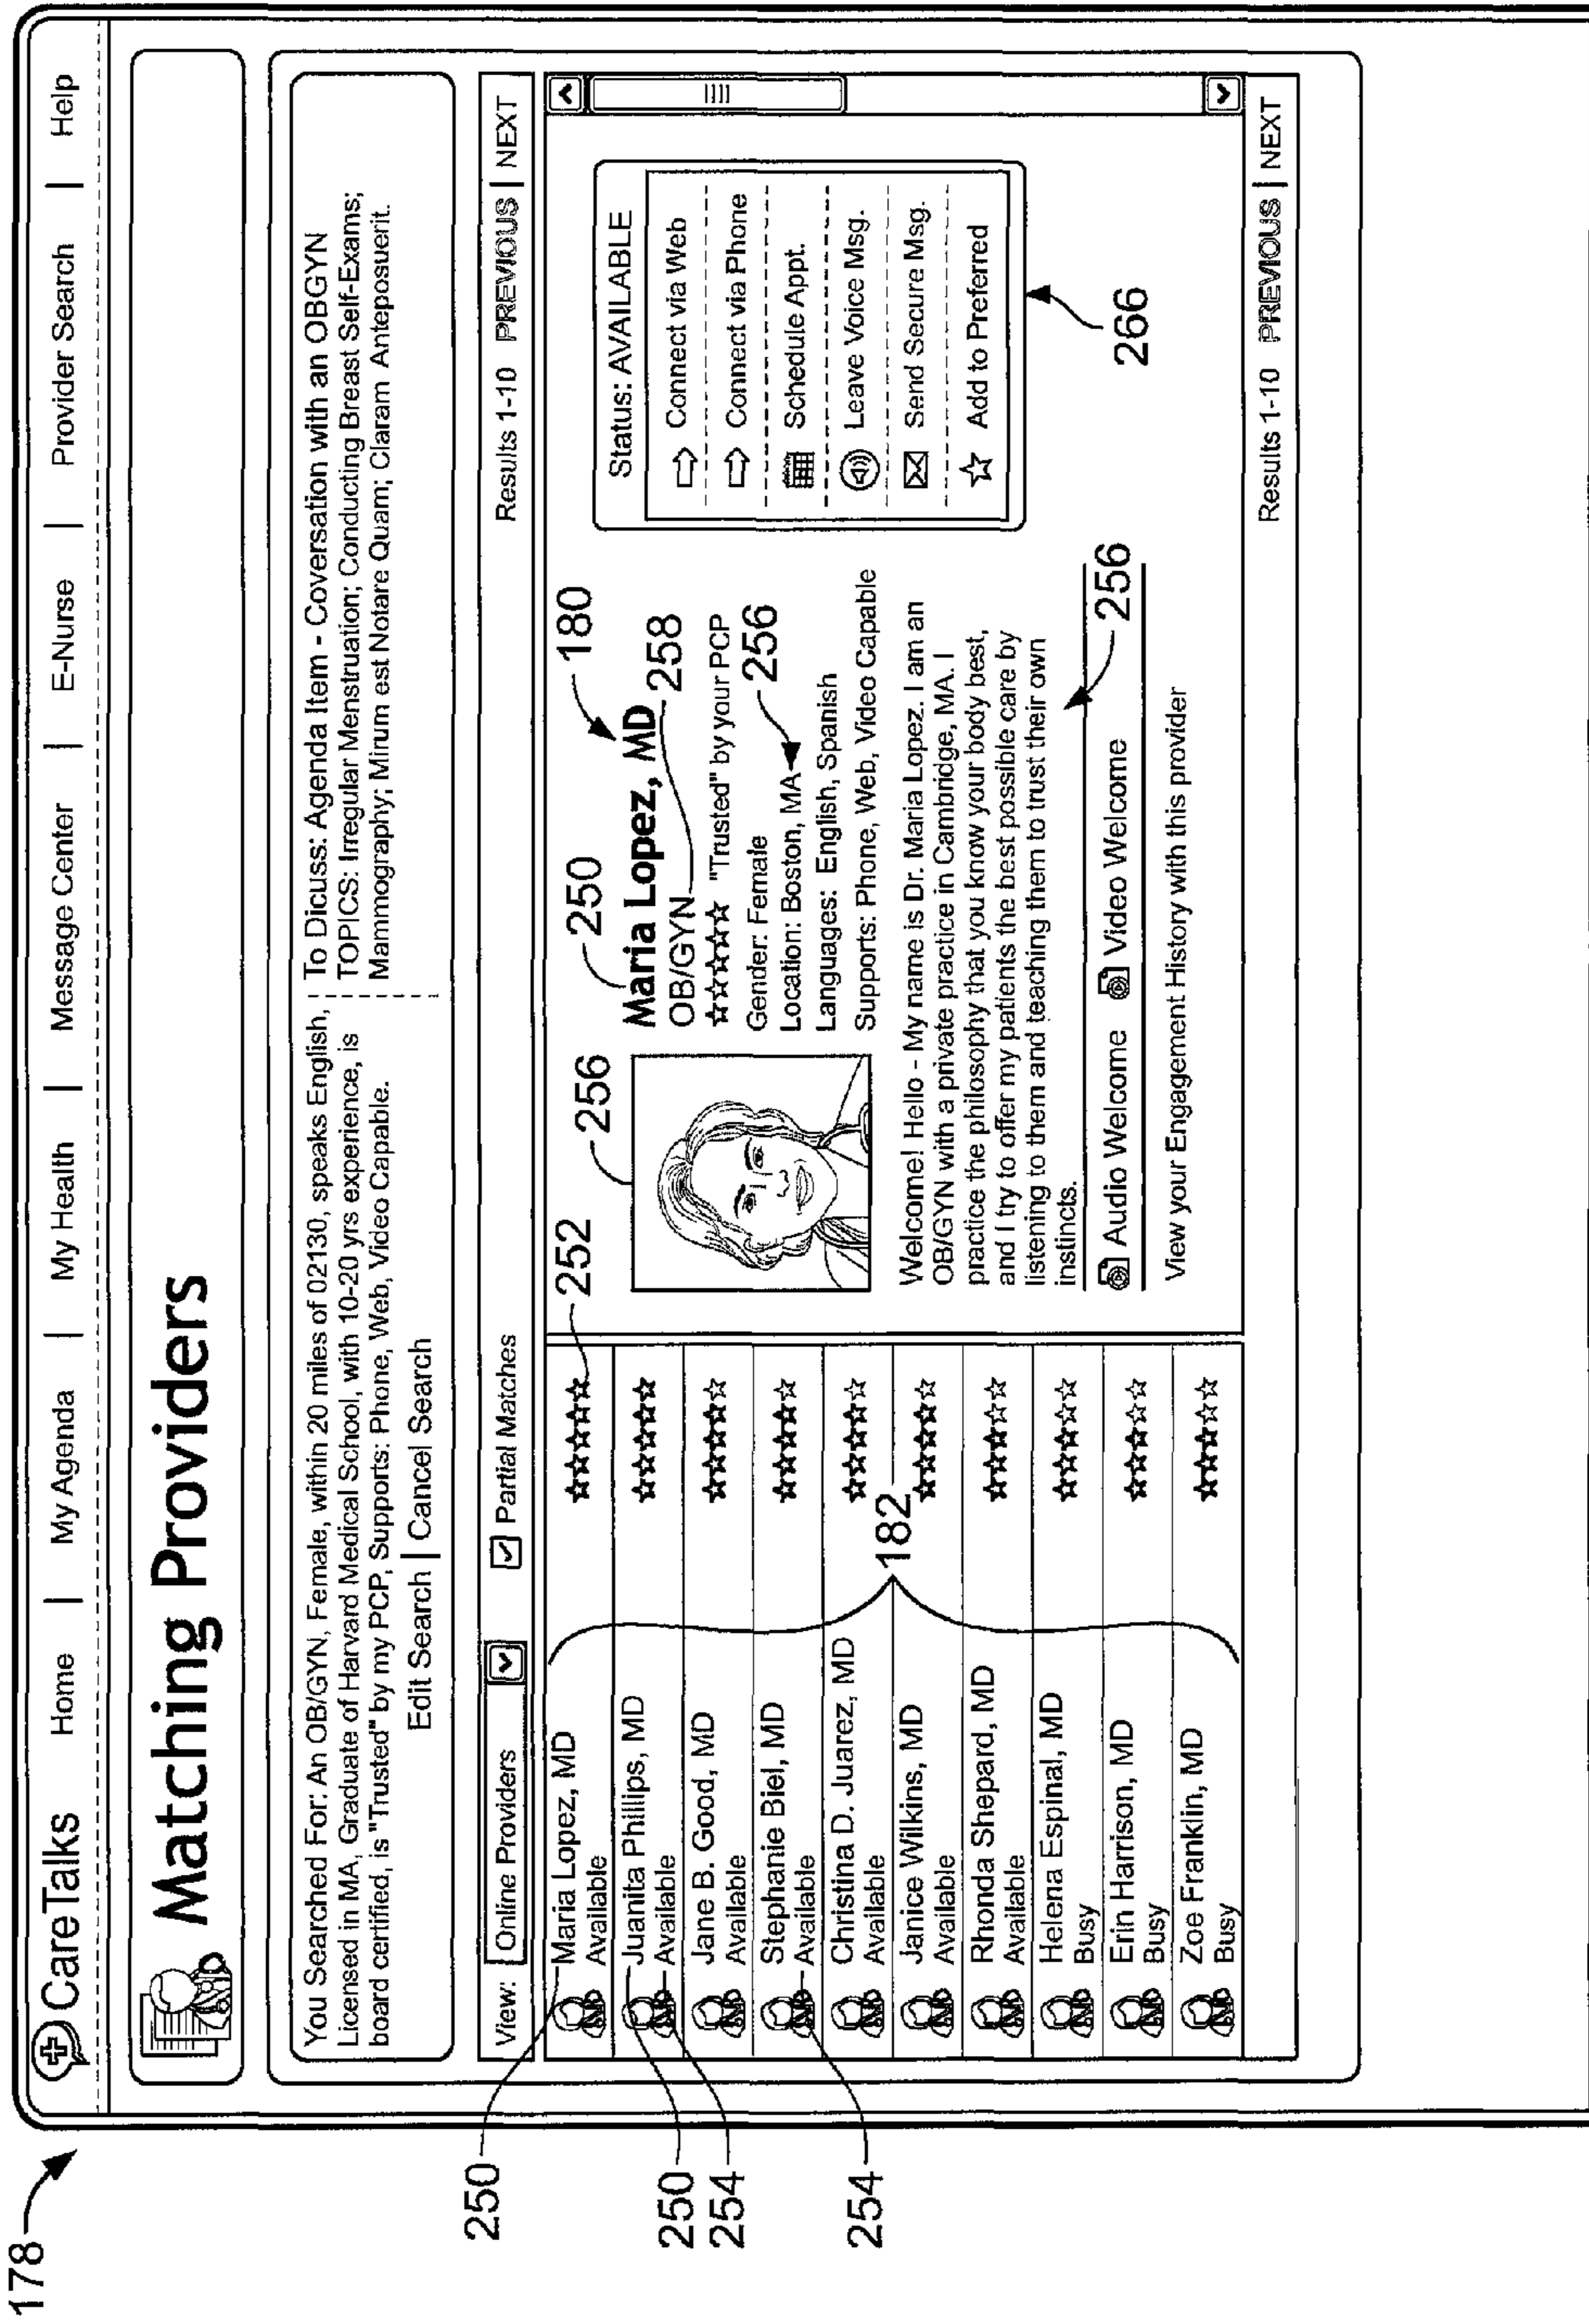 178
CareTalks Home | My Agenda | My Health | Message Center | E-Nurse | Provider Search | Help
Matching Providers
You Searched For: An OB/GYN, Female, within 20 miles of 02130, speaks English,
Licensed in MA, Graduate of Harvard Medical School, with 10-20 yrs experience, is
board certified, is "Trusted" by my PCP, Supports: Phone, Web, Video Capable.
Edit Search | Cancel Search
To Dicuss: Agenda Item - Coversation with an OBGYN
TOPICS: Irregular Menstruation; Conducting Breast Self-Exams;
Mammography; Mirum est Notare Quam; Claram Anteposuerit.
View: Online Providers Partial Matches Results 1-10 PREVIOUS | NEXT
250
Maria Lopez, MD
Available
252
250
Juanita Phillips, MD
254
Available
Jane B. Good, MD
Available
Stephanie Biel, MD
254
Available
Christina D. Juarez, MD
Available
182
Janice Wilkins, MD
Available
Rhonda Shepard, MD
Available
Helena Espinal, MD
Busy
Erin Harrison, MD
Busy
Zoe Franklin, MD
Busy
256
250
180
Maria Lopez, MD
OB/GYN
258
"Trusted" by your PCP
Gender: Female
256
Location: Boston, MA
Languages: English, Spanish
Supports: Phone, Web, Video Capable
Welcome! Hello - My name is Dr. Maria Lopez. I am an
OB/GYN with a private practice in Cambridge, MA. I
practice the philosophy that you know your body best,
and I try to offer my patients the best possible care by
listening to them and teaching them to trust their own
instincts.
256
Audio Welcome Video Welcome
View your Engagement History with this provider
Status: AVAILABLE
Connect via Web
Connect via Phone
Schedule Appt.
Leave Voice Msg.
Send Secure Msg.
Add to Preferred
266
Results 1-10 PREVIOUS | NEXT